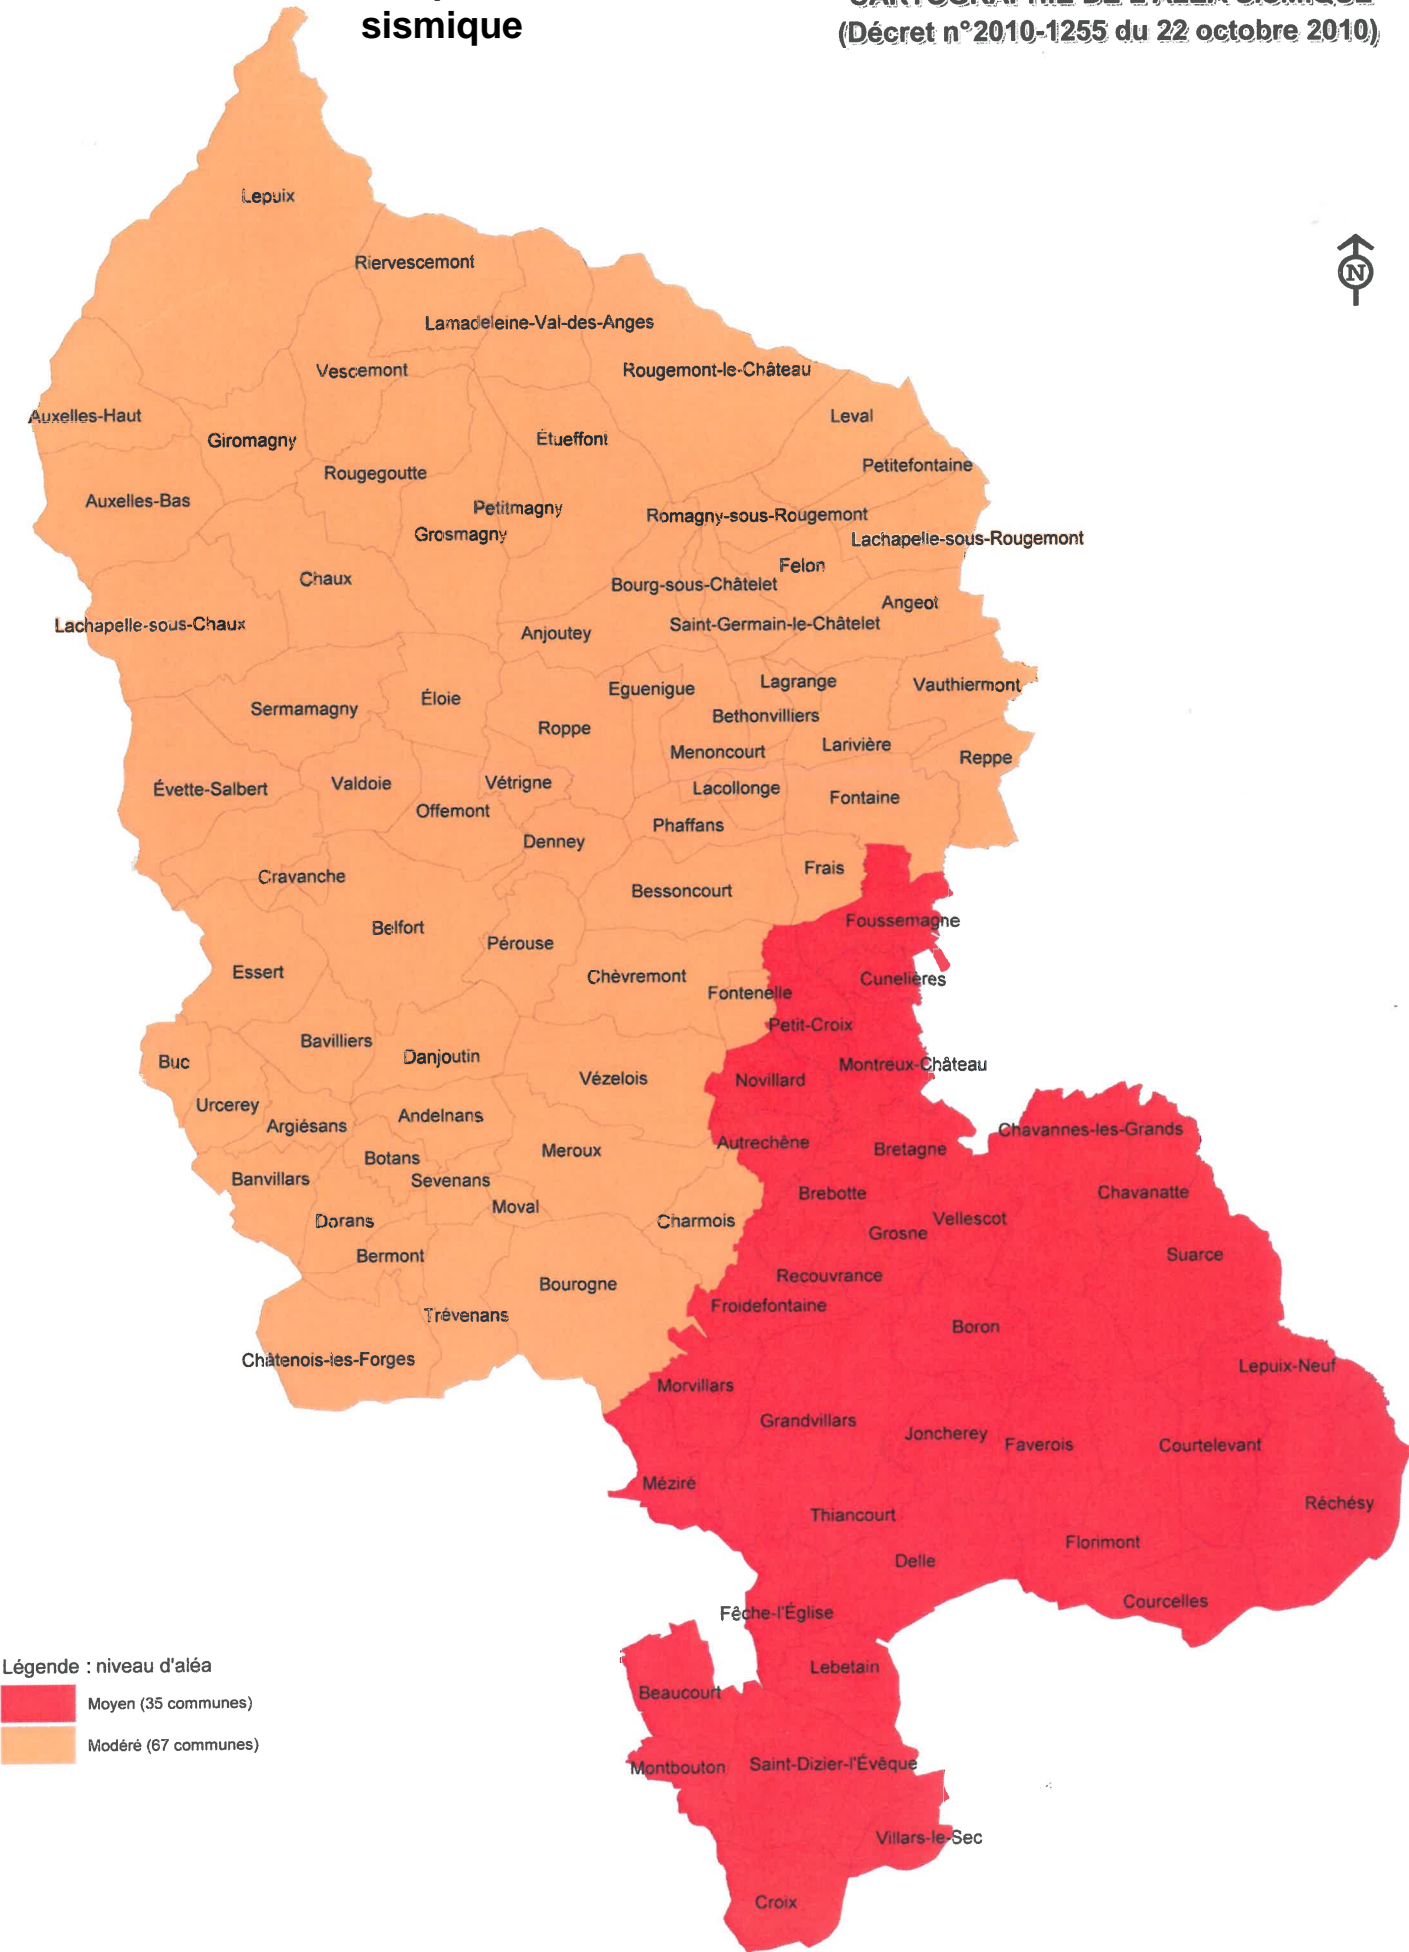 sismique
CARTOGRAPHIE DE L'ALEA SISMIQUE
(Décret n°2010-1255 du 22 octobre 2010)
Lepuix
Riervescemont
N
Lamadeleine-Val-des-Anges
Vescemont
Rougemont-le-Château
Auxelles-Haut
Leval
Giromagny
Étueffont
Petitefontaine
Rougegoutte
Auxelles-Bas
Petitmagny
Romagny-sous-Rougemont
Grosmagny
Lachapelle-sous-Rougemont
Felon
Chaux
Bourg-sous-Châtelet
Angeot
Lachapelle-sous-Chaux
Saint-Germain-le-Châtelet
Anjoutey
Lagrange
Vauthiermont
Eguenigue
Éloie
Sermamagny
Bethonvilliers
Roppe
Larivière
Menoncourt
Reppe
Vétrigne
Valdoie
Évette-Salbert
Lacollonge
Fontaine
Offemont
Phaffans
Denney
Frais
Cravanche
Bessoncourt
Foussemagne
Belfort
Pérouse
Essert
Chèvremont
Cunelières
Fontenelle
Petit-Croix
Bavilliers
Danjoutin
Buc
Montreux-Château
Vézelois
Novillard
Urcerey
Andelnans
Argiésans
Chavannes-les-Grands
Autrechêne
Bretagne
Meroux
Botans
Banvillars
Sevenans
Brebotte
Chavanatte
Moval
Vellescot
Dorans
Charmois
Grosne
Bermont
Suarce
Recouvrance
Bourogne
Froidefontaine
Trévenans
Boron
Châtenois-les-Forges
Lepuix-Neuf
Morvillars
Grandvillars
Joncherey
Faverois
Courtelevant
Méziré
Réchésy
Thiancourt
Florimont
Delle
Courcelles
Fêche-l'Église
Légende : niveau d'aléa
Lebetain
Beaucourt
Moyen (35 communes)
Modéré (67 communes)
Saint-Dizier-l'Évêque
Montbouton
Villars-le-Sec
Croix